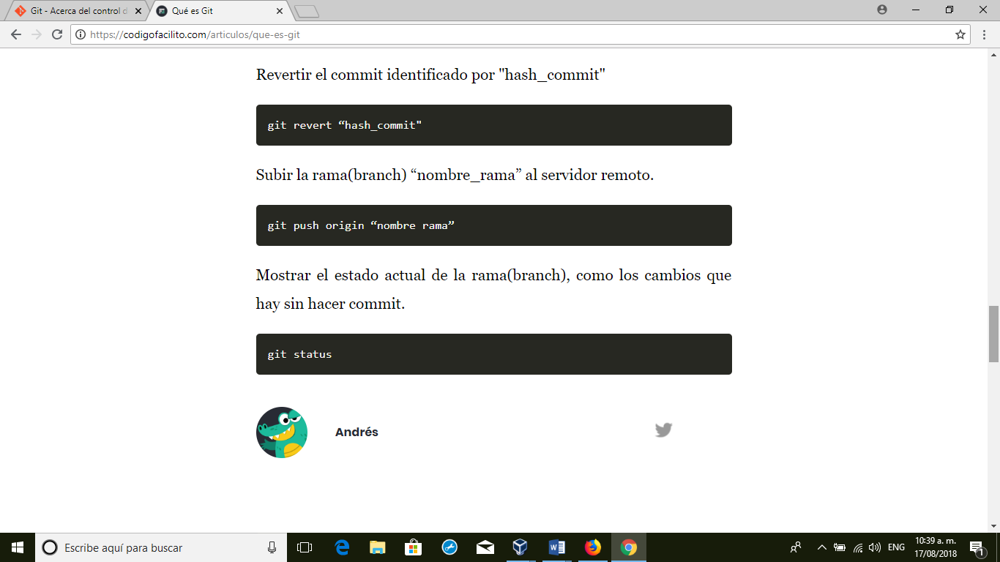 Git - Acerca del control d
Qué es Git
https://codigofacilito.com/articulos/que-es-git
Revertir el commit identificado por "hash_commit"
git revert “hash_commit"
Subir la rama(branch) “nombre_rama” al servidor remoto.
git push origin “nombre rama”
Mostrar el estado actual de la rama(branch), como los cambios que
hay sin hacer commit.
git status
Andrés
Escribe aquí para buscar
ENG
10:39 a. m.
17/08/2018
1